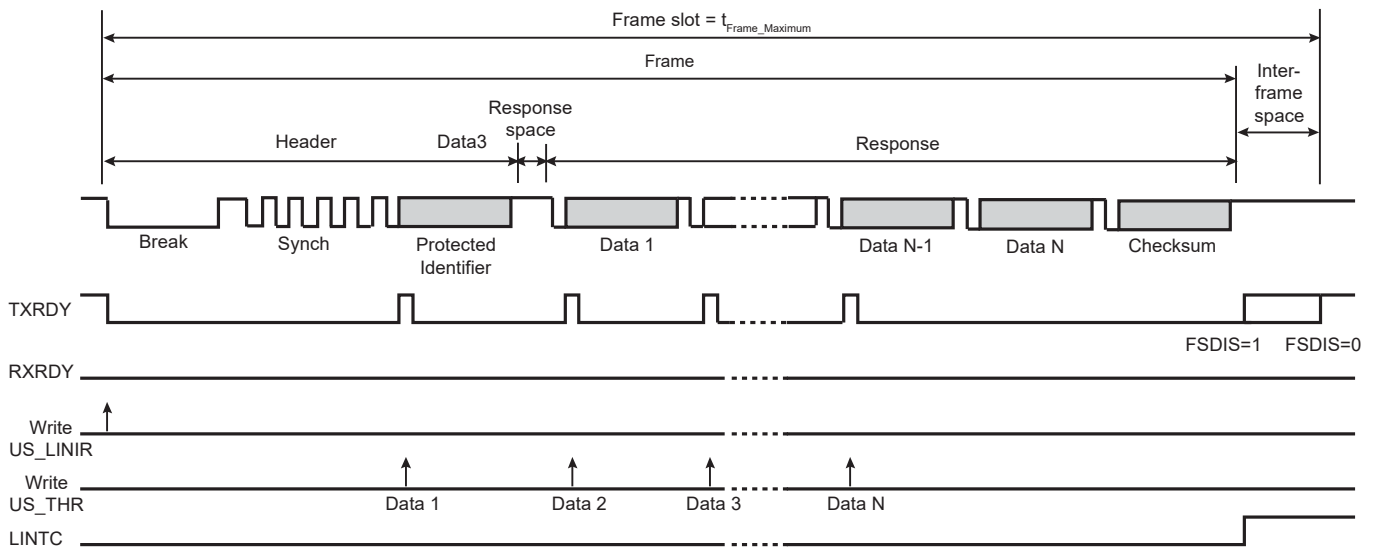 Frame slot = tFrame_Maximum
Frame
Inter-
frame
space
Response
space
Header
Data3
Response
Break
Synch
Protected
Identifier
Data 1
Data N-1
Data N
Checksum
TXRDY
FSDIS=1
FSDIS=0
RXRDY
Write
US_LINIR
Write
US_THR
Data 1
Data 2
Data 3
Data N
LINTC